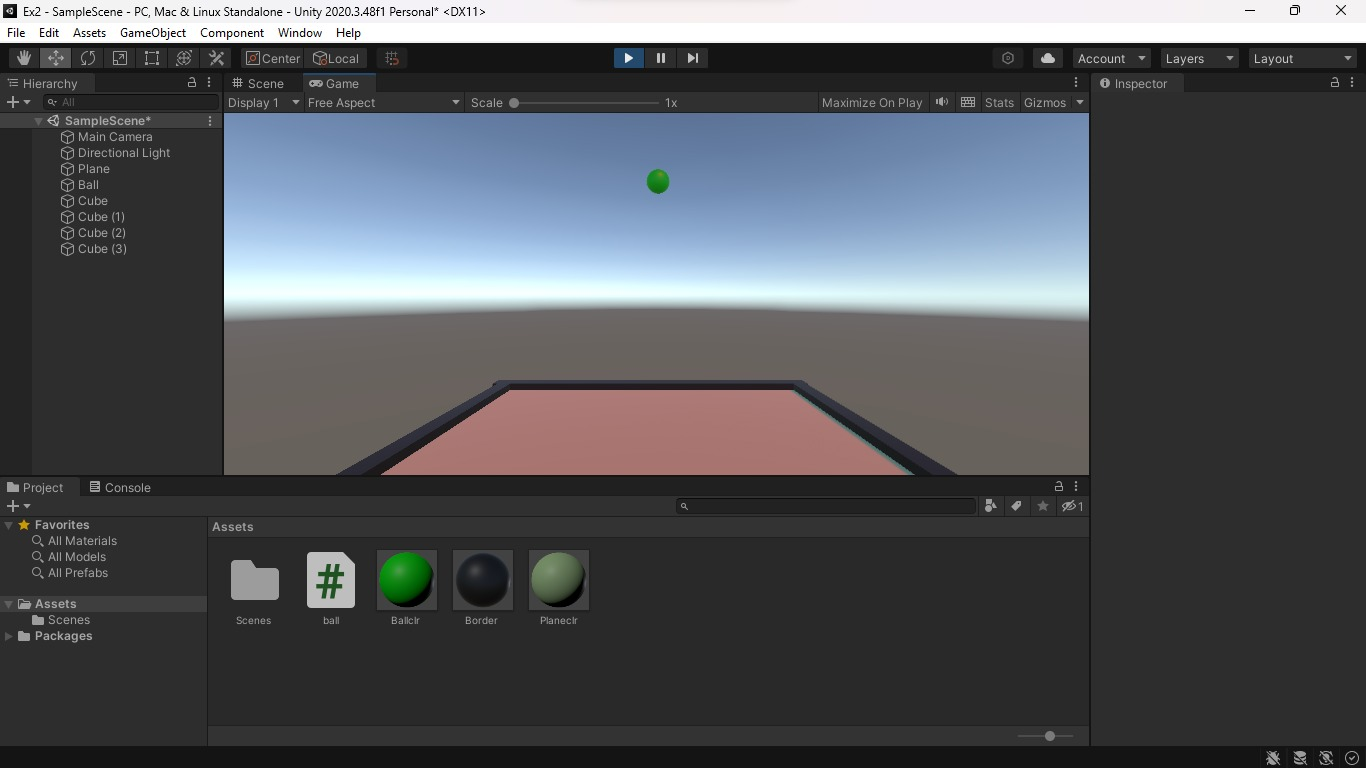 Ex2 - SampleScene - PC, Mac & Linux Standalone - Unity 2020.3.48f1 Personal* <DX11>
File Edit Assets GameObject Component Window Help
Center Local Account Layers Layout
Hierarchy
All
SampleScene*
Main Camera
Directional Light
Plane
Ball
Cube
Cube (1)
Cube (2)
Cube (3)
Scene Game
Display 1 Free Aspect Scale 1x Maximize On Play Stats Gizmos
Inspector
Project Console
1
Favorites
All Materials
All Models
All Prefabs
Assets
Scenes
Packages
Assets
Scenes ball Ballclr Border Planeclr